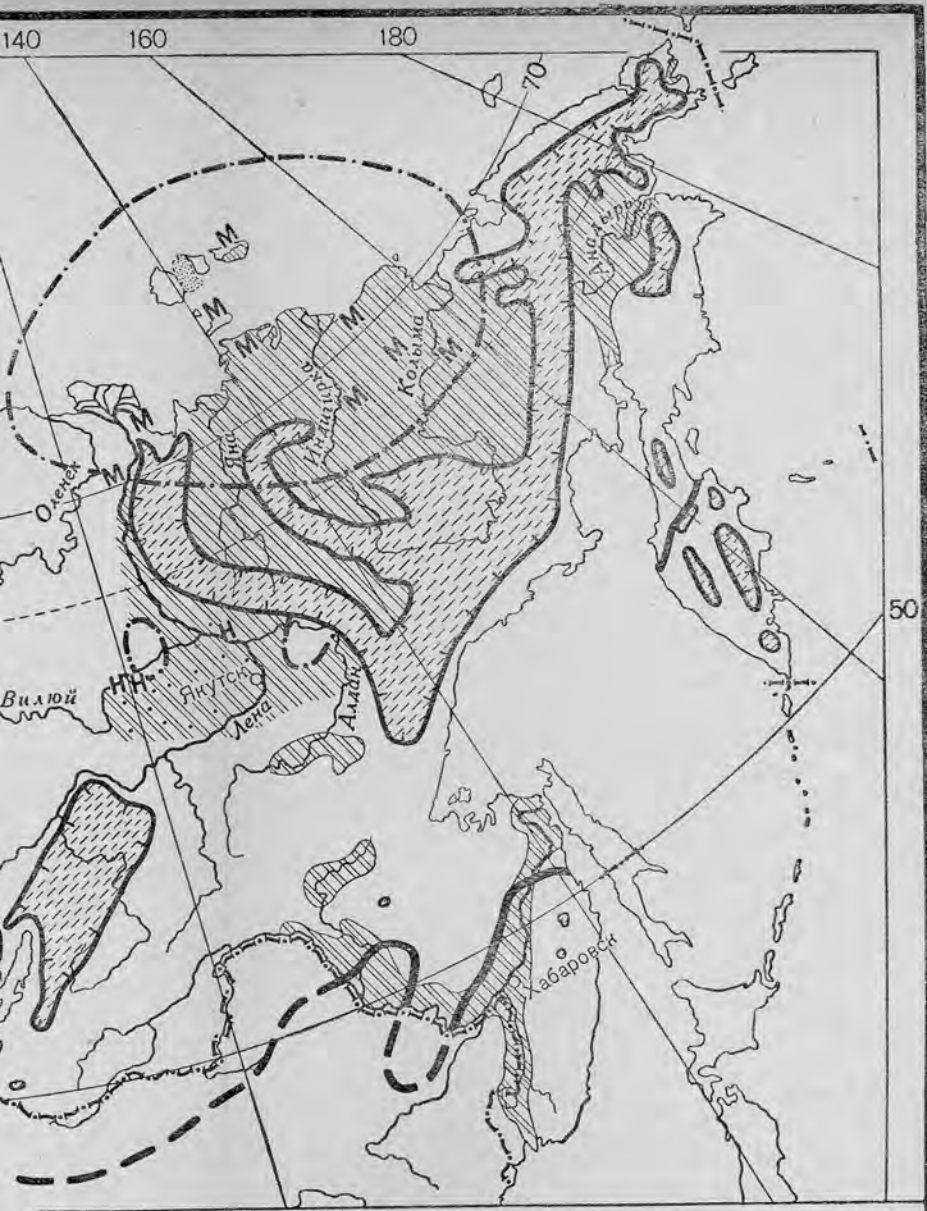 140
160
180
70
М
М
М
М
М
М
М
М
М
М
Анадырь
Колыма
Индигирка
Яна
Оленек
50
Н
НН
Якутск
Вилюй
Лена
Алдан
Хабаровск